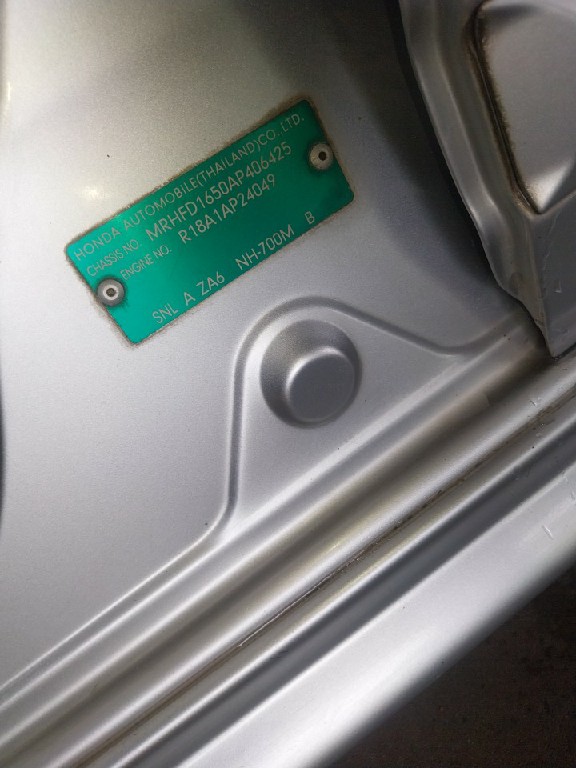 HONDA AUTOMOBILE(THAILAND)CO.,LTD.
CHASSIS NO. MRHFD1650AP406425
ENGINE NO. R18A1AP24049
SNL A ZA6 NH-700M B